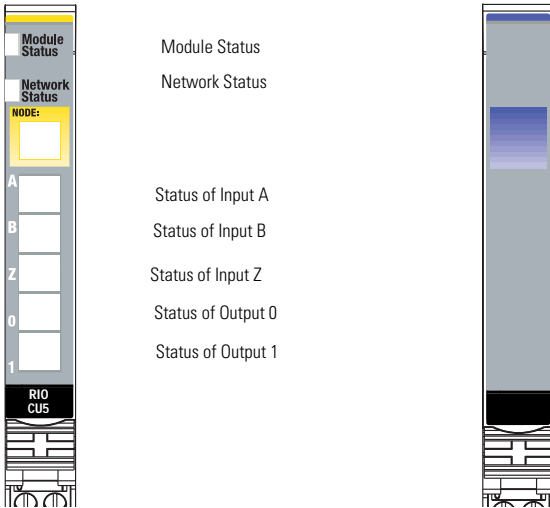 Module
Status
Network
Status
NODE:
A
B
Z
0
1
RIO
CU5
Module Status
Network Status
Status of Input A
Status of Input B
Status of Input Z
Status of Output 0
Status of Output 1